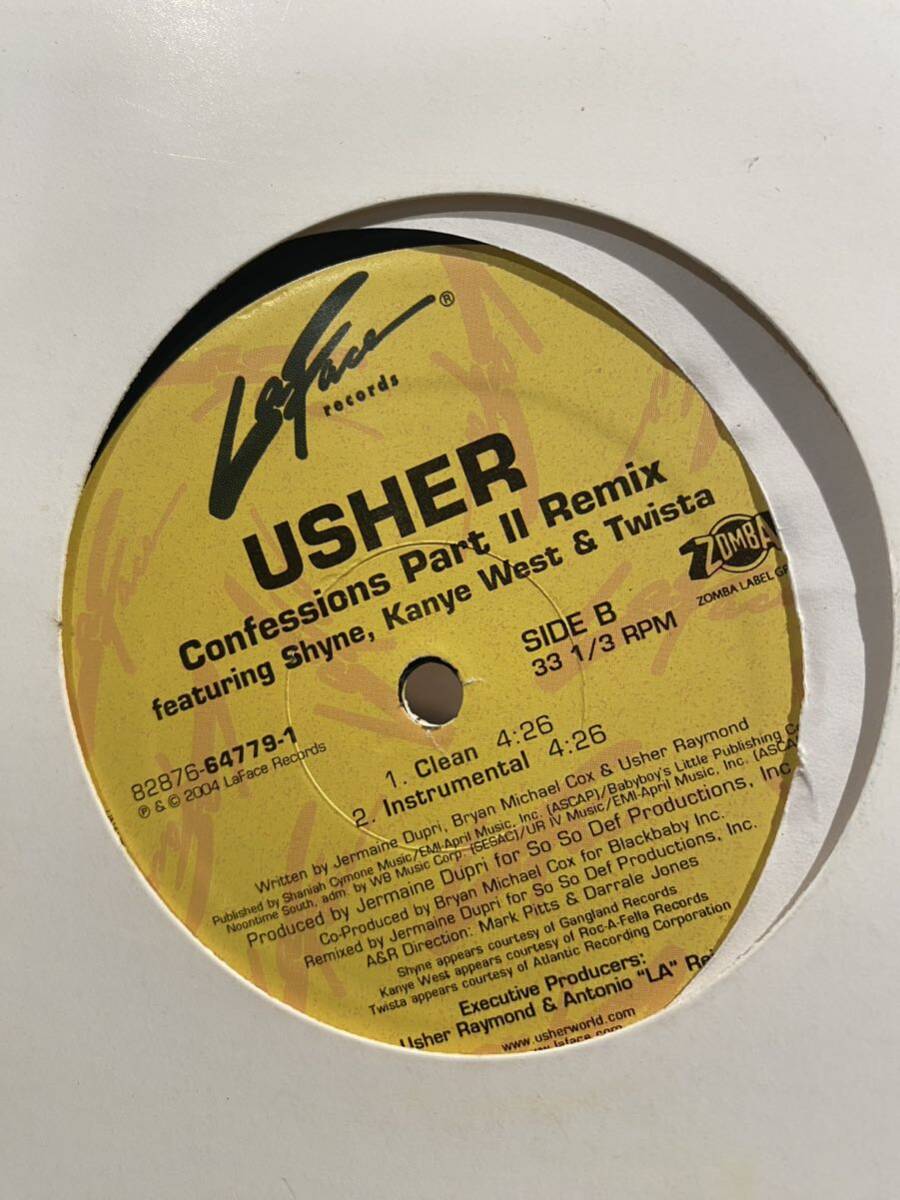 LaFace ®
records
USHER
Confessions Part II Remix
featuring Shyne, Kanye West & Twista
ZOMBA
ZOMBA LABEL
SIDE B
33 1/3 RPM
82876-64779-1
℗ & © 2004 LaFace Records
1. Clean 4:26
2. Instrumental 4:26
Written by Jermaine Dupri, Bryan Michael Cox & Usher Raymond
Published by Shaniah Cymone Music/EMI-April Music, Inc. (ASCAP)/Babyboy's Little Publishing
Noontime South, adm. by WB Music Corp. (SESAC)/UR IV Music/EMI-April Music, Inc. (ASCAP)
Produced by Jermaine Dupri for So So Def Productions, Inc
Co-Produced by Bryan Michael Cox for Blackbaby Inc.
Remixed by Jermaine Dupri for So So Def Productions, Inc.
A&R Direction: Mark Pitts & Darrale Jones
Shyne appears courtesy of Gangland Records
Kanye West appears courtesy of Roc-A-Fella Records
Twista appears courtesy of Atlantic Recording Corporation
Executive Producers:
Usher Raymond & Antonio "LA"
www.usherworld.com